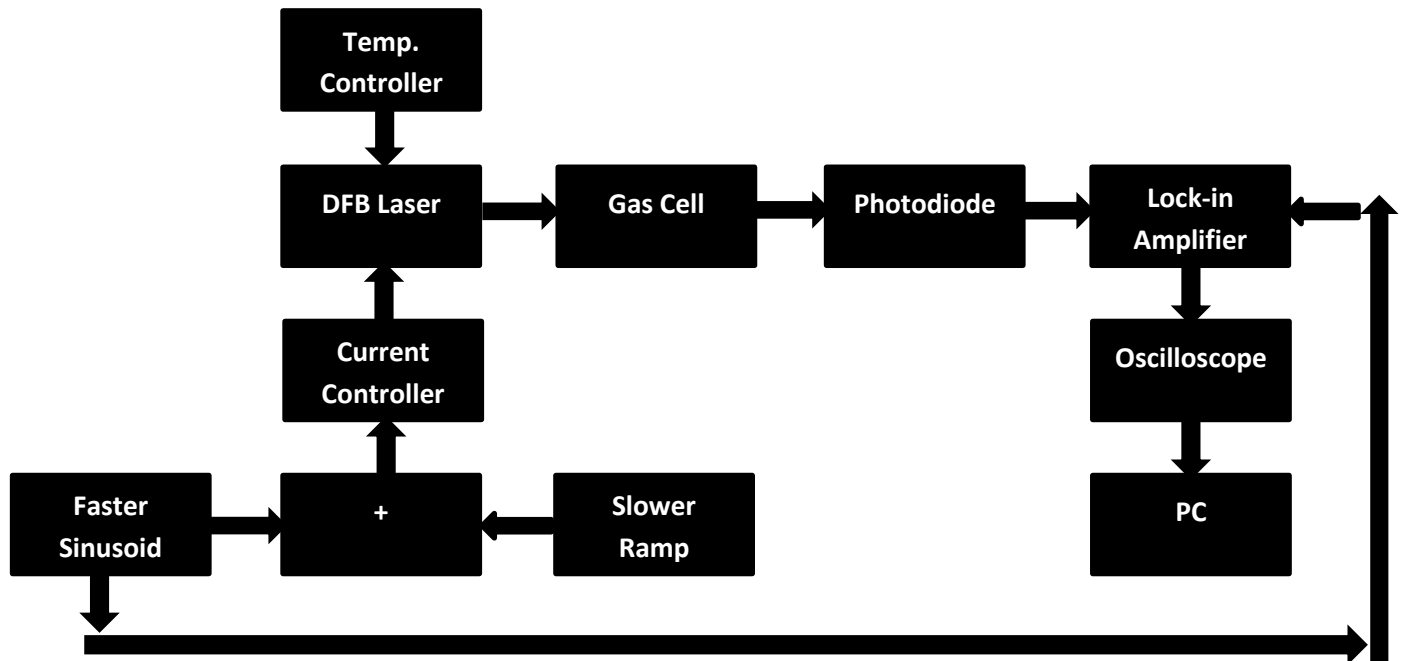 Temp.
Controller
DFB Laser
Gas Cell
Photodiode
Lock-in
Amplifier
Current
Controller
Oscilloscope
Faster
Sinusoid
+
Slower
Ramp
PC